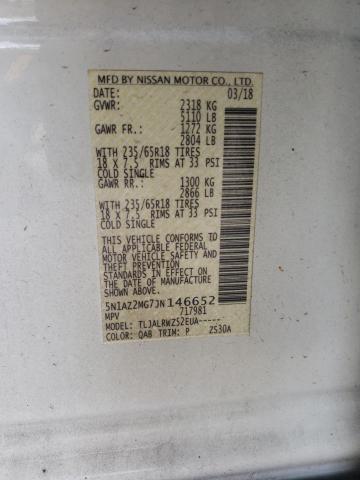 MFD BY NISSAN MOTOR CO., LTD.
DATE: 03/18
GVWR: 2318 KG
5110 LB
GAWR FR.: 1272 KG
2804 LB
WITH 235/65R18 TIRES
18 X 7.5 RIMS AT 33 PSI
COLD SINGLE
GAWR RR.: 1300 KG
2866 LB
WITH 235/65R18 TIRES
18 X 7.5 RIMS AT 33 PSI
COLD SINGLE
THIS VEHICLE CONFORMS TO ALL
APPLICABLE FEDERAL
MOTOR VEHICLE SAFETY AND
THEFT PREVENTION
STANDARDS IN EFFECT ON THE
DATE OF MANUFACTURE
SHOWN ABOVE.
5N1AZ2MG7JN146652
MPV 717981
MODEL: TLJALRWZ52EUA-----
COLOR: QAB TRIM: P ZS30A